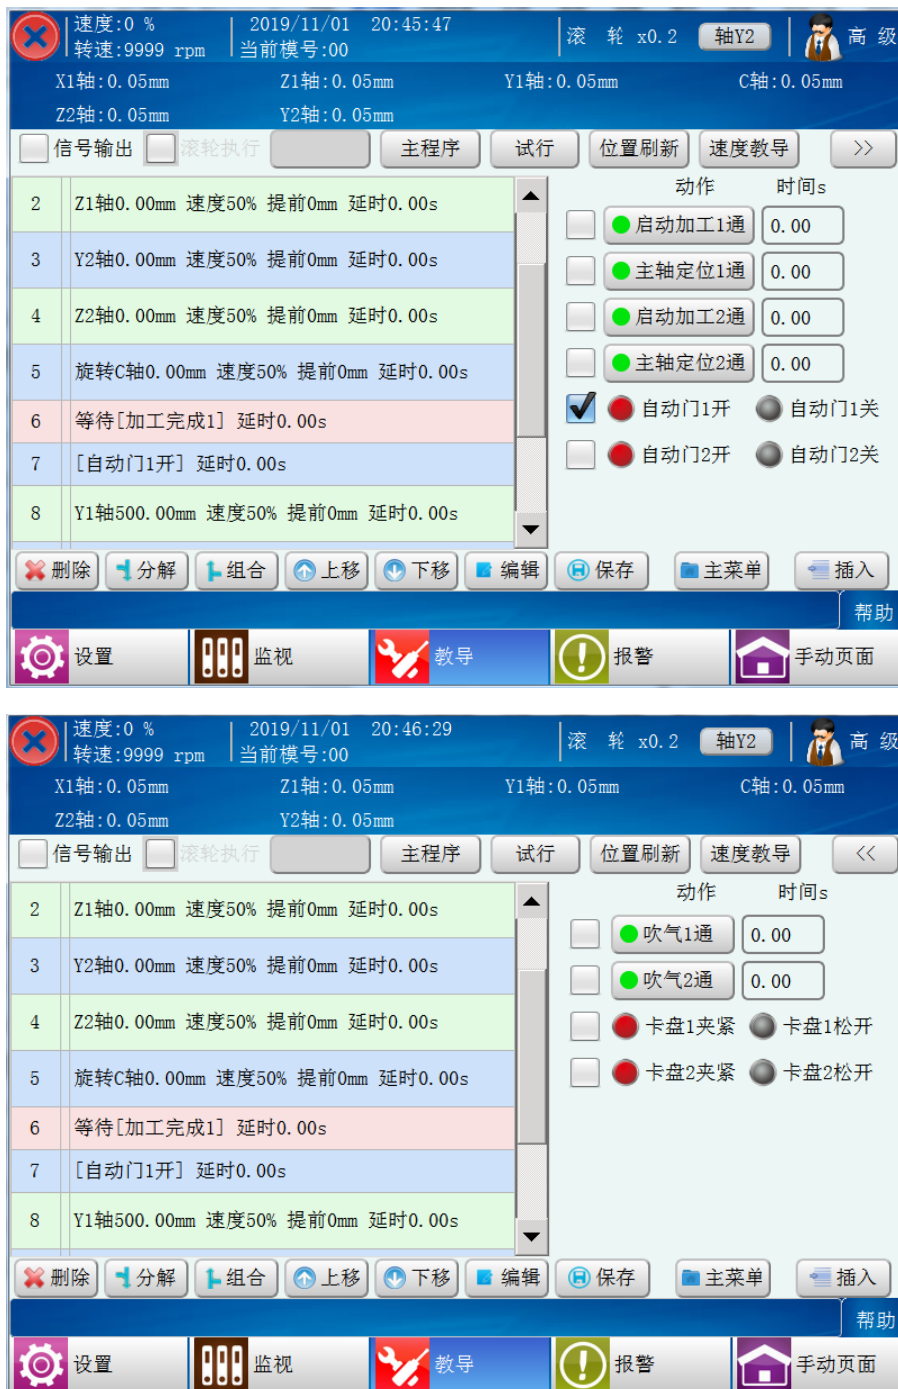 速度:0 % 2019/11/01 20:45:47 滚 轮 x0.2 轴Y2 高 级
转速:9999 rpm 当前模号:00
X1轴:0.05mm Z1轴:0.05mm Y1轴:0.05mm C轴:0.05mm
Z2轴:0.05mm Y2轴:0.05mm
信号输出 滚轮执行 主程序 试行 位置刷新 速度教导 >>
动作 时间s
2 Z1轴0.00mm 速度50% 提前0mm 延时0.00s
启动加工1通 0.00
3 Y2轴0.00mm 速度50% 提前0mm 延时0.00s
主轴定位1通 0.00
4 Z2轴0.00mm 速度50% 提前0mm 延时0.00s
启动加工2通 0.00
5 旋转C轴0.00mm 速度50% 提前0mm 延时0.00s
主轴定位2通 0.00
6 等待[加工完成1] 延时0.00s
自动门1开 自动门1关
7 [自动门1开] 延时0.00s
自动门2开 自动门2关
8 Y1轴500.00mm 速度50% 提前0mm 延时0.00s
删除 分解 组合 上移 下移 编辑 保存 主菜单 插入
帮助
设置 监视 教导 报警 手动页面
速度:0 % 2019/11/01 20:46:29 滚 轮 x0.2 轴Y2 高 级
转速:9999 rpm 当前模号:00
X1轴:0.05mm Z1轴:0.05mm Y1轴:0.05mm C轴:0.05mm
Z2轴:0.05mm Y2轴:0.05mm
信号输出 滚轮执行 主程序 试行 位置刷新 速度教导 <<
动作 时间s
2 Z1轴0.00mm 速度50% 提前0mm 延时0.00s
吹气1通 0.00
3 Y2轴0.00mm 速度50% 提前0mm 延时0.00s
吹气2通 0.00
4 Z2轴0.00mm 速度50% 提前0mm 延时0.00s
卡盘1夹紧 卡盘1松开
5 旋转C轴0.00mm 速度50% 提前0mm 延时0.00s
卡盘2夹紧 卡盘2松开
6 等待[加工完成1] 延时0.00s
7 [自动门1开] 延时0.00s
8 Y1轴500.00mm 速度50% 提前0mm 延时0.00s
删除 分解 组合 上移 下移 编辑 保存 主菜单 插入
帮助
设置 监视 教导 报警 手动页面